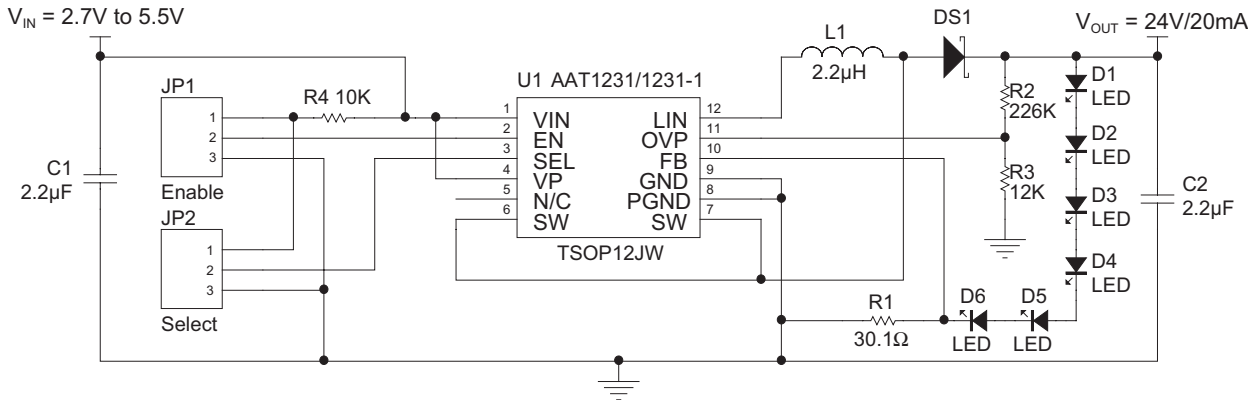 V_IN = 2.7V to 5.5V
V_OUT = 24V/20mA
DS1
L1
2.2μH
U1 AAT1231/1231-1
JP1
R4 10K
1
2
3
Enable
C1
2.2μF
JP2
1
2
3
Select
1
2
3
4
5
6
VIN
EN
SEL
VP
N/C
SW
LIN
OVP
FB
GND
PGND
SW
12
11
10
9
8
7
TSOP12JW
R2
226K
R3
12K
D1
LED
D2
LED
D3
LED
D4
LED
C2
2.2μF
R1
30.1Ω
D6
LED
D5
LED